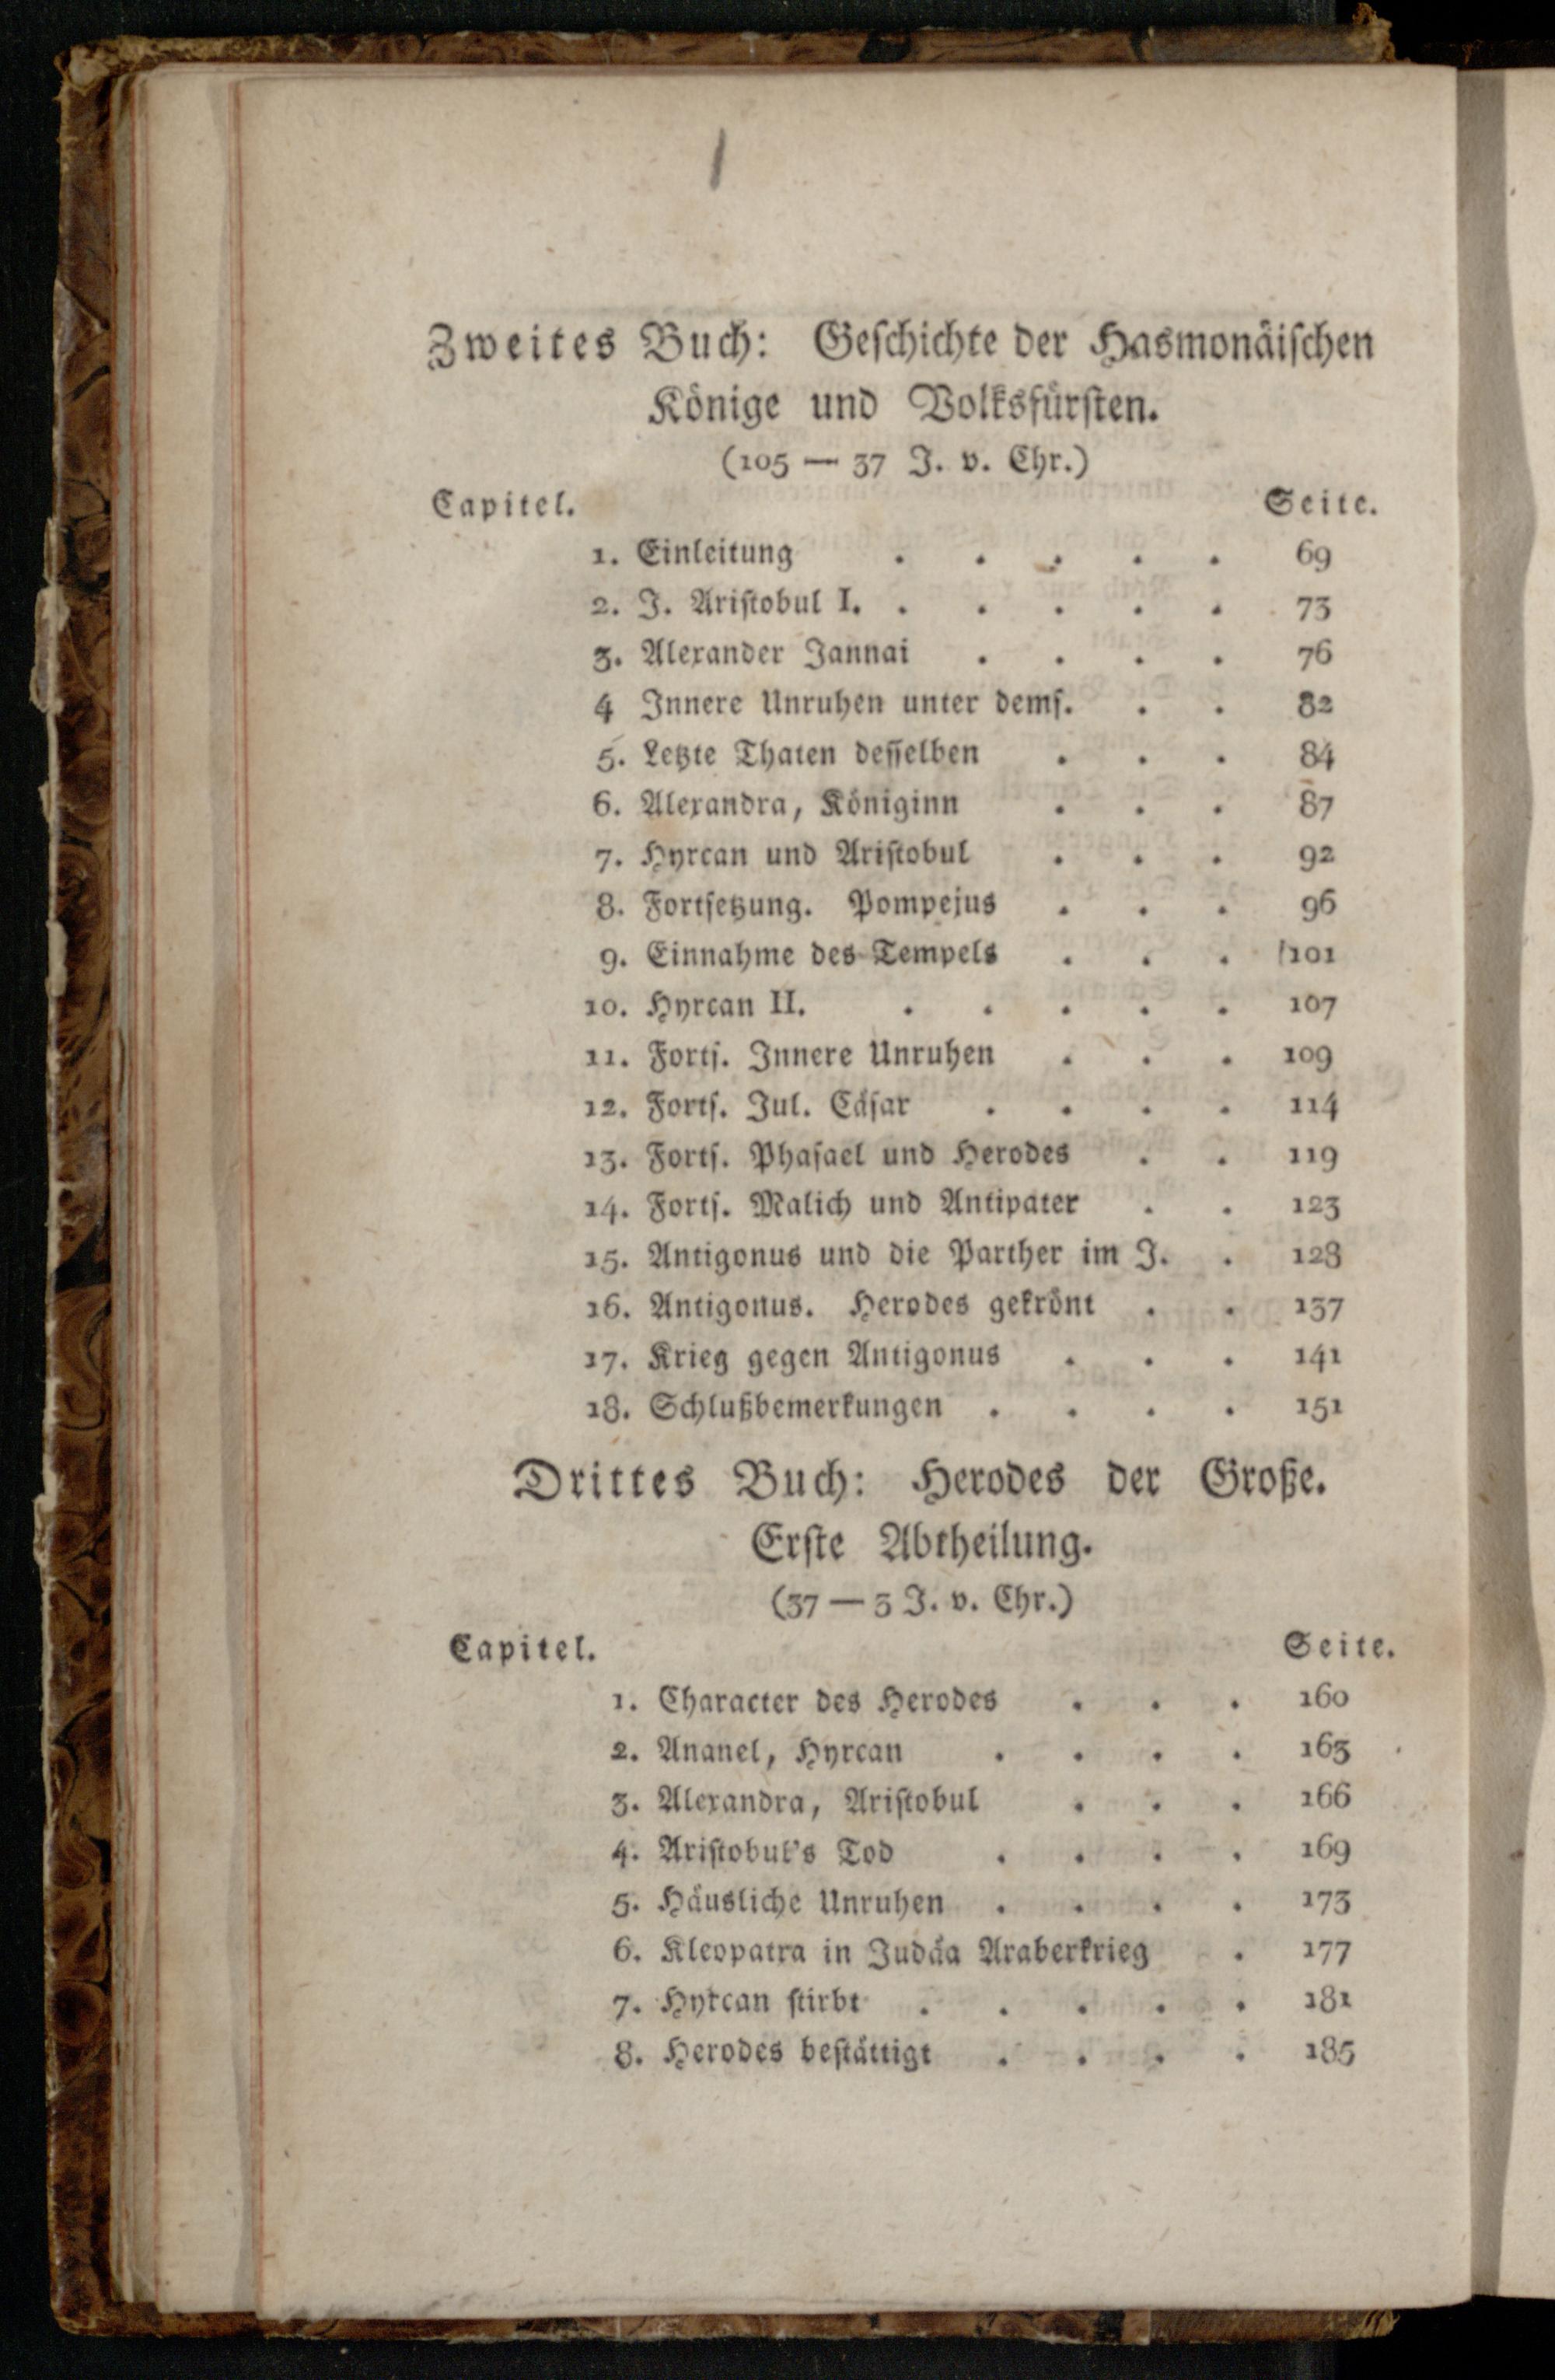 Zweites Buch: Geschichte der Hasmonäischen
Könige und Volksfürsten.
(105 — 37 J. v. Chr.)
Capitel. Seite.
1. Einleitung . . . . . 69
2. J. Aristobul I. . . . . . 73
3. Alexander Jannai . . . . 76
4 Innere Unruhen unter dems. . . 82
5. Letzte Thaten desselben . . . 84
6. Alexandra, Königinn . . . 87
7. Hyrcan und Aristobul . . . 92
8. Fortsetzung. Pompejus . . . 96
9. Einnahme des Tempels . . . 101
10. Hyrcan II. . . . . . 107
11. Forts. Innere Unruhen . . . 109
12. Forts. Jul. Cäsar . . . . 114
13. Forts. Phasael und Herodes . . 119
14. Forts. Malich und Antipater . . 123
15. Antigonus und die Parther im J. . 128
16. Antigonus. Herodes gekrönt . . 137
17. Krieg gegen Antigonus . . . 141
18. Schlußbemerkungen . . . . 151
Drittes Buch: Herodes der Große.
Erste Abtheilung.
(37 — 3 J. v. Chr.)
Capitel. Seite.
1. Character des Herodes . . . 160
2. Ananel, Hyrcan . . . . 163
3. Alexandra, Aristobul . . . 166
4. Aristobul's Tod . . . . 169
5. Häusliche Unruhen . . . . 173
6. Kleopatra in Judäa Araberkrieg . 177
7. Hyrcan stirbt . . . . . 181
8. Herodes bestättigt . . . . 185